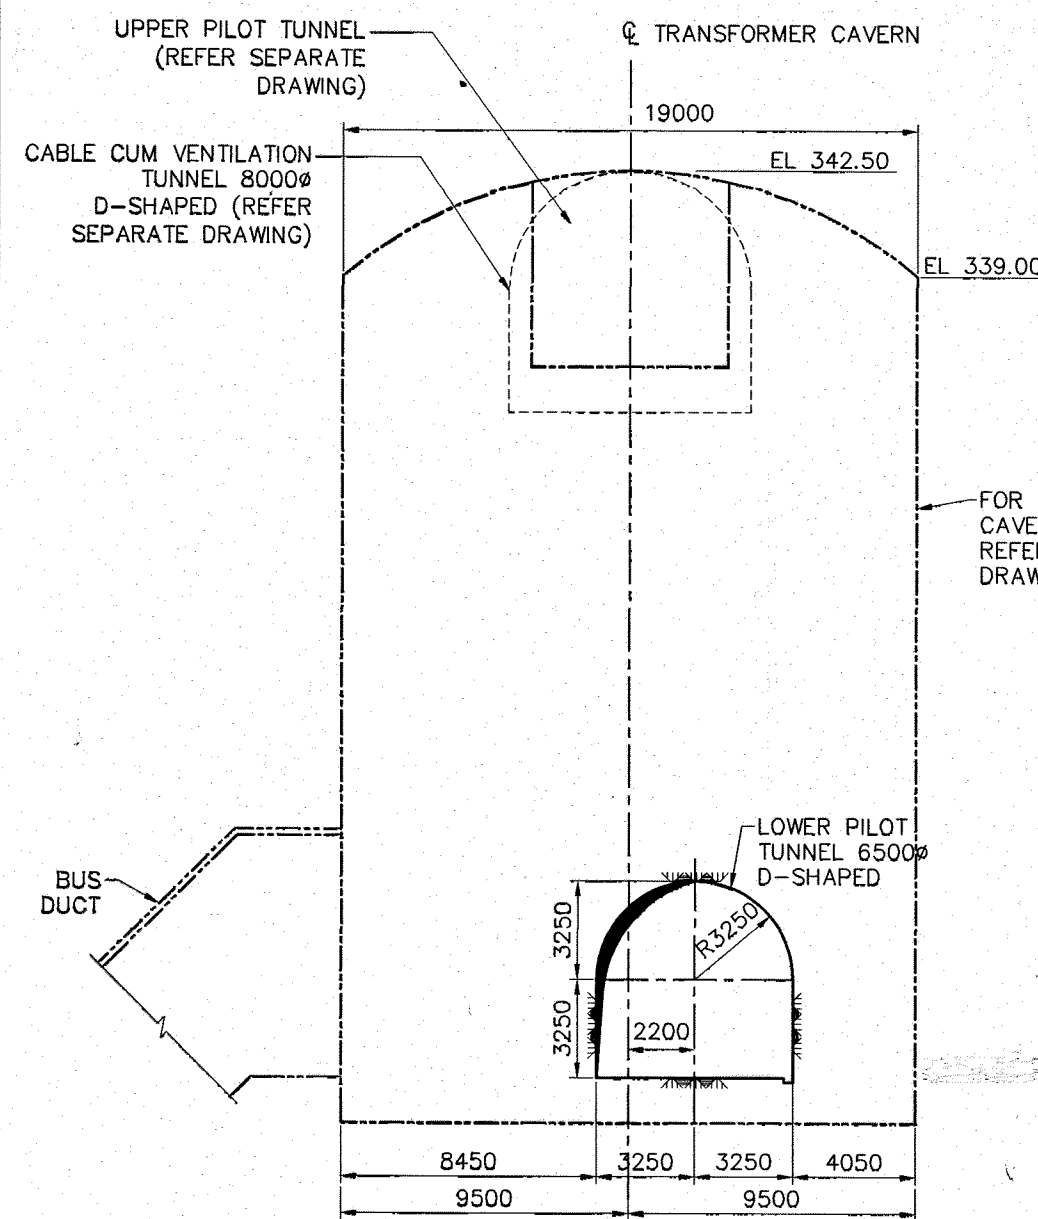 UPPER PILOT TUNNEL
(REFER SEPARATE
DRAWING)
℄ TRANSFORMER CAVERN
19000
CABLE CUM VENTILATION
TUNNEL 8000ø
D-SHAPED (REFER
SEPARATE DRAWING)
EL 342.50
EL 339.00
FOR
CAVE
REFE
DRAW
LOWER PILOT
TUNNEL 6500ø
D-SHAPED
BUS
DUCT
3250
R3250
3250
2200
8450
3250
3250
4050
9500
9500